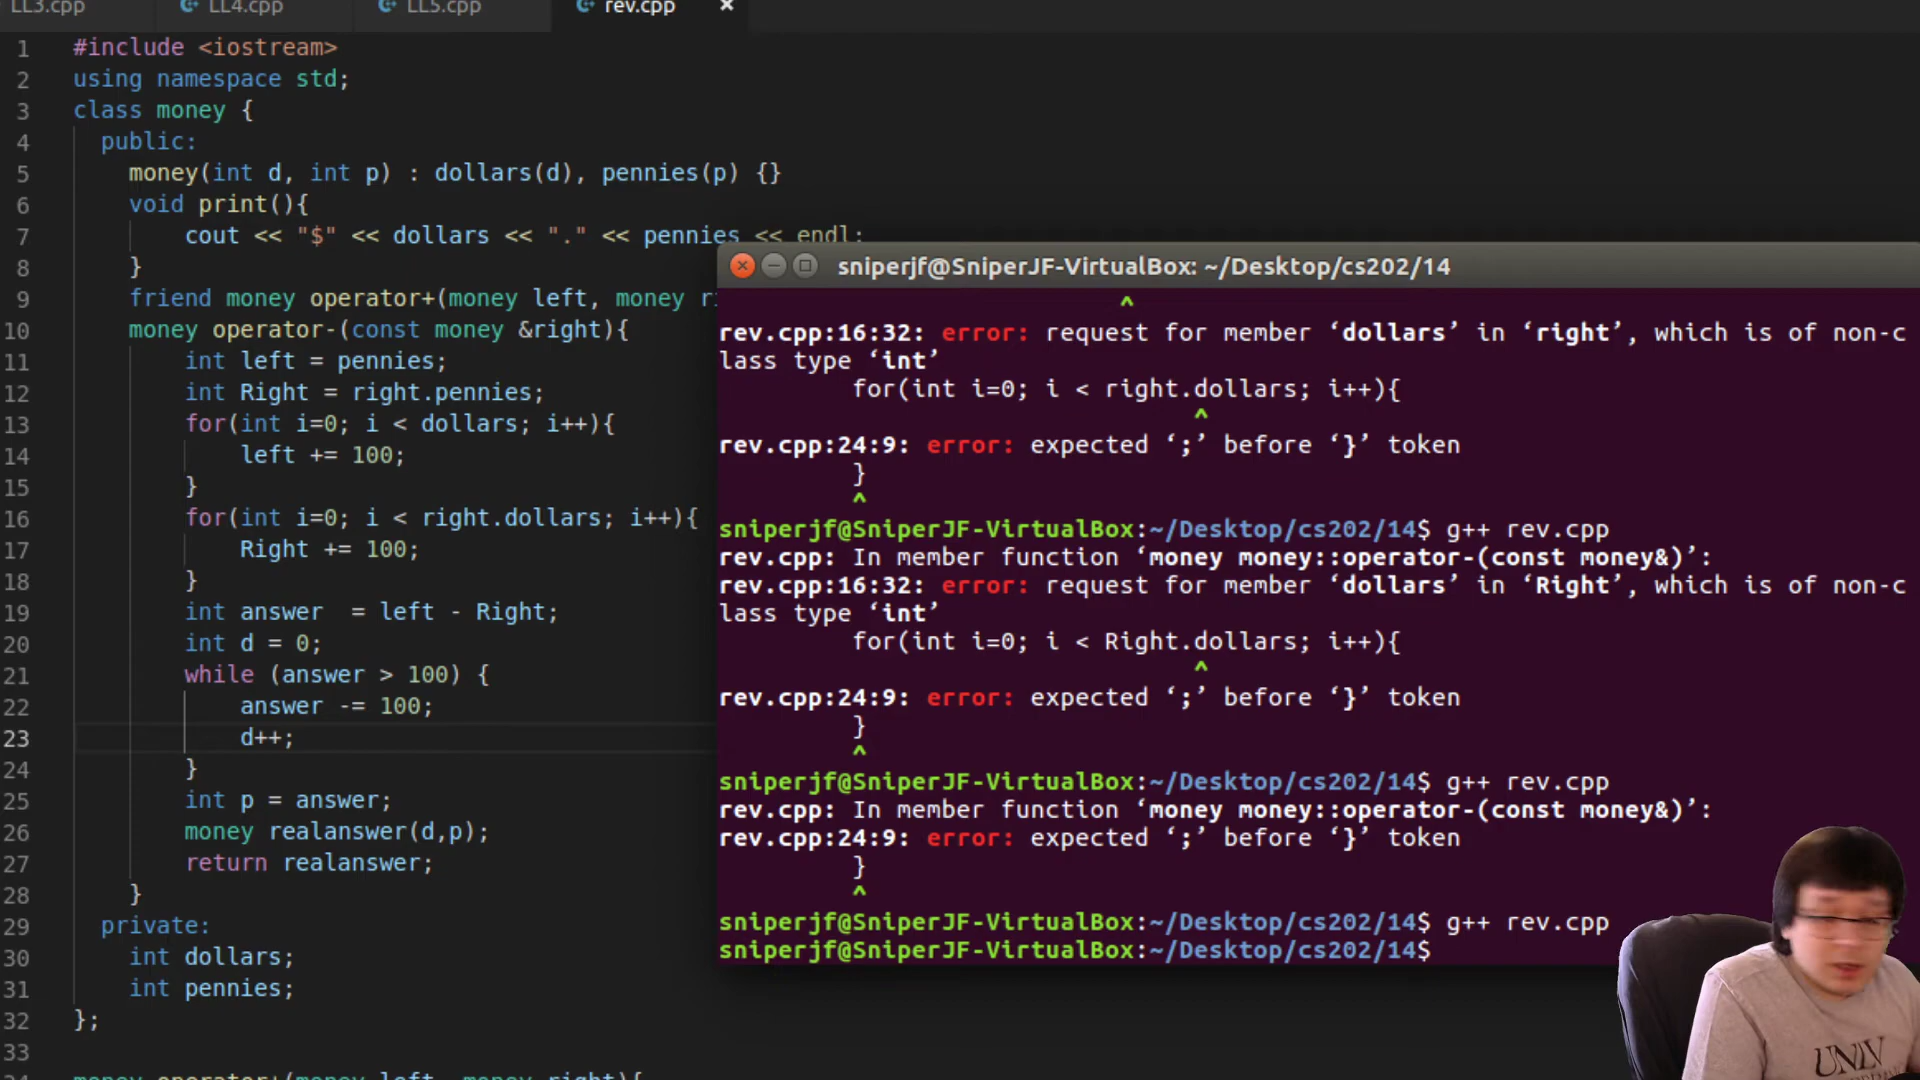 LL3.cpp LL4.cpp LL5.cpp rev.cpp
1 #include <iostream>
2 using namespace std;
3 class money {
4 public:
5 money(int d, int p) : dollars(d), pennies(p) {}
6 void print(){
7 cout << "$" << dollars << "." << pennies << endl;
8 }
9 friend money operator+(money left, money ri
10 money operator-(const money &right){
11 int left = pennies;
12 int Right = right.pennies;
13 for(int i=0; i < dollars; i++){
14 left += 100;
15 }
16 for(int i=0; i < right.dollars; i++){
17 Right += 100;
18 }
19 int answer  = left - Right;
20 int d = 0;
21 while (answer > 100) {
22 answer -= 100;
23 d++;
24 }
25 int p = answer;
26 money realanswer(d,p);
27 return realanswer;
28 }
29 private:
30 int dollars;
31 int pennies;
32 };
33
34 money operator+(money left, money right){
sniperjf@SniperJF-VirtualBox: ~/Desktop/cs202/14
^
rev.cpp:16:32: error: request for member ‘dollars’ in ‘right’, which is of non-c
lass type ‘int’
for(int i=0; i < right.dollars; i++){
^
rev.cpp:24:9: error: expected ‘;’ before ‘}’ token
}
^
sniperjf@SniperJF-VirtualBox:~/Desktop/cs202/14$ g++ rev.cpp
rev.cpp: In member function ‘money money::operator-(const money&)’:
rev.cpp:16:32: error: request for member ‘dollars’ in ‘Right’, which is of non-c
lass type ‘int’
for(int i=0; i < Right.dollars; i++){
^
rev.cpp:24:9: error: expected ‘;’ before ‘}’ token
}
^
sniperjf@SniperJF-VirtualBox:~/Desktop/cs202/14$ g++ rev.cpp
rev.cpp: In member function ‘money money::operator-(const money&)’:
rev.cpp:24:9: error: expected ‘;’ before ‘}’ token
}
^
sniperjf@SniperJF-VirtualBox:~/Desktop/cs202/14$ g++ rev.cpp
sniperjf@SniperJF-VirtualBox:~/Desktop/cs202/14$
UNLV